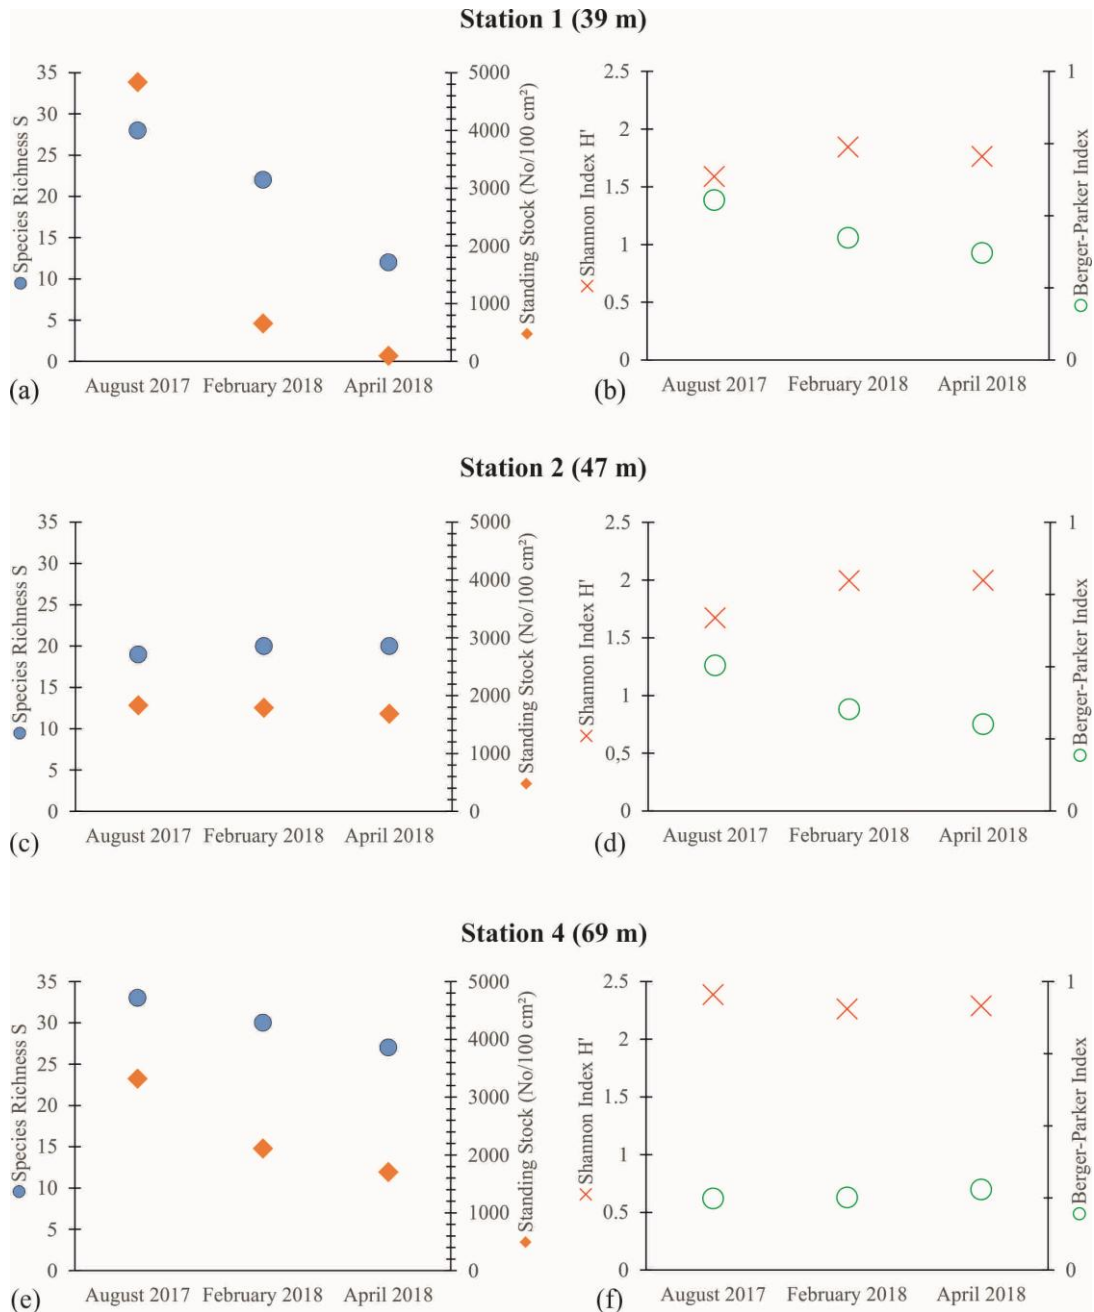 Station 1 (39 m)
Species Richness S
35
30
25
20
15
10
5
0
5000
4000
3000
2000
1000
0
Standing Stock (No/100 cm²)
August 2017 February 2018 April 2018
(a)
Shannon Index H'
2.5
2
1.5
1
0.5
0
1
0
Berger-Parker Index
August 2017 February 2018 April 2018
(b)
Station 2 (47 m)
Species Richness S
35
30
25
20
15
10
5
0
5000
4000
3000
2000
1000
0
Standing Stock (No/100 cm²)
August 2017 February 2018 April 2018
(c)
Shannon Index H'
2.5
2
1.5
1
0,5
0
1
0
Berger-Parker Index
August 2017 February 2018 April 2018
(d)
Station 4 (69 m)
Species Richness S
35
30
25
20
15
10
5
0
5000
4000
3000
2000
1000
0
Standing Stock (No/100 cm²)
August 2017 February 2018 April 2018
(e)
Shannon Index H'
2.5
2
1.5
1
0.5
0
1
0
Berger-Parker Index
August 2017 February 2018 April 2018
(f)